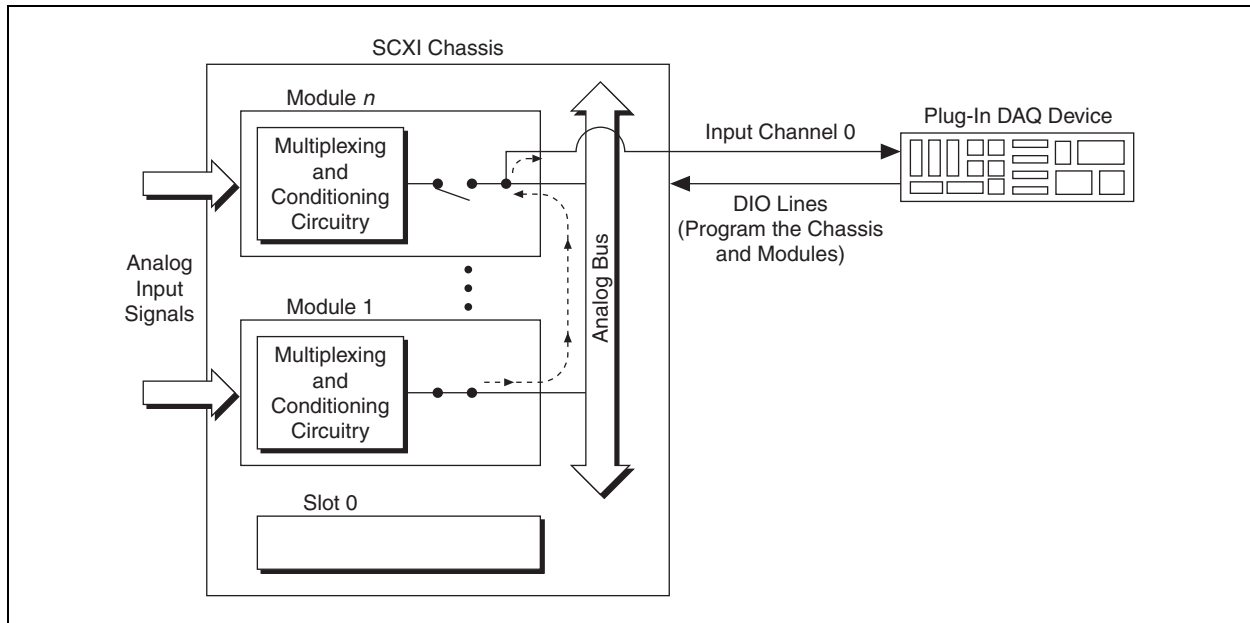 SCXI Chassis
Module n
Multiplexing
and
Conditioning
Circuitry
Input Channel 0
Plug-In DAQ Device
DIO Lines
(Program the Chassis
and Modules)
Analog
Input
Signals
Analog Bus
Module 1
Multiplexing
and
Conditioning
Circuitry
Slot 0